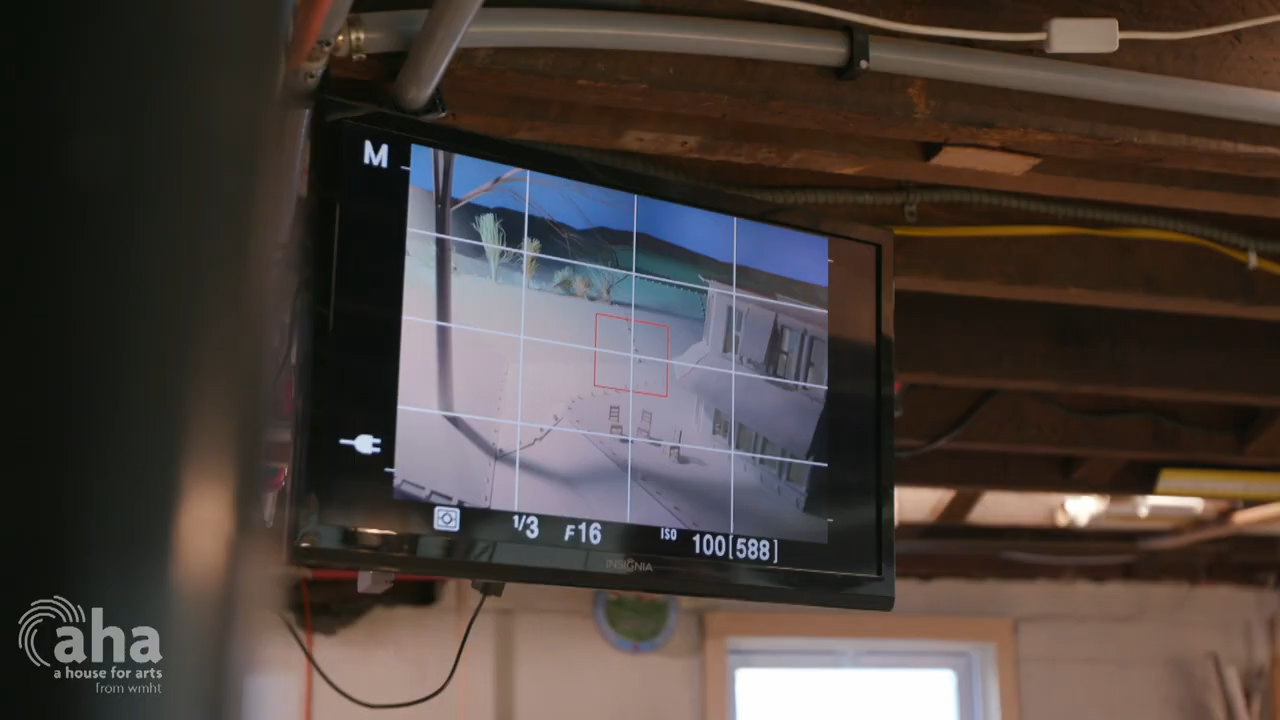 M
1/3 F16 ISO 100[588]
INSIGNIA
aha
a house for arts
from wmht